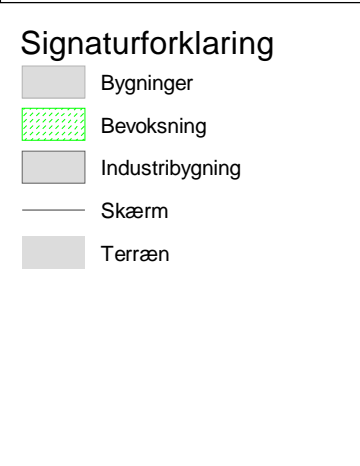 Signaturforklaring
Bygninger
Bevoksning
Industribygning
Skærm
Terræn